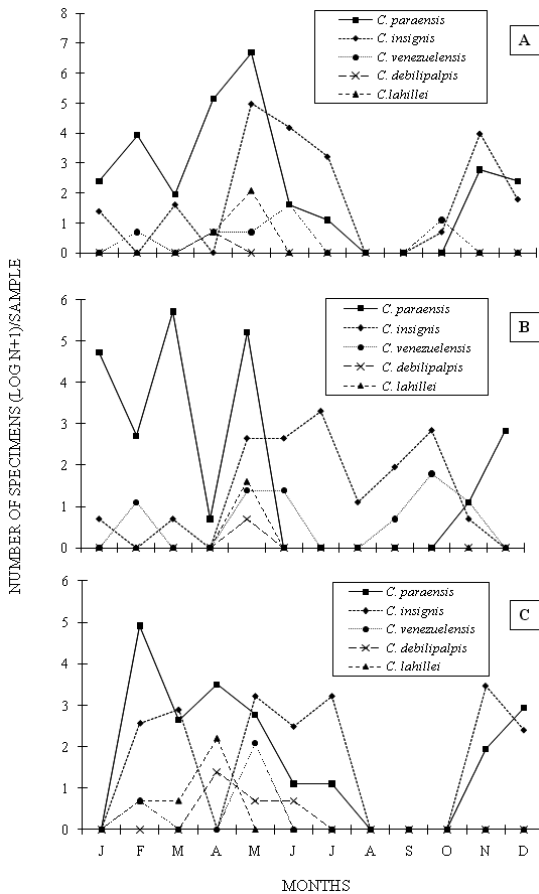 NUMBER OF SPECIMENS (LOG N+1)/SAMPLE
8
7
6
5
4
3
2
1
0
C. paraensis
C. insignis
C. venezuelensis
C. debilipalpis
C.lahillei
A
6
5
4
3
2
1
0
C. paraensis
C. insignis
C. venezuelensis
C. debilipalpis
C. lahillei
B
6
5
4
3
2
1
0
C. paraensis
C. insignis
C. venezuelensis
C. debilipalpis
C. lahillei
C
J F M A M J J A S O N D
MONTHS